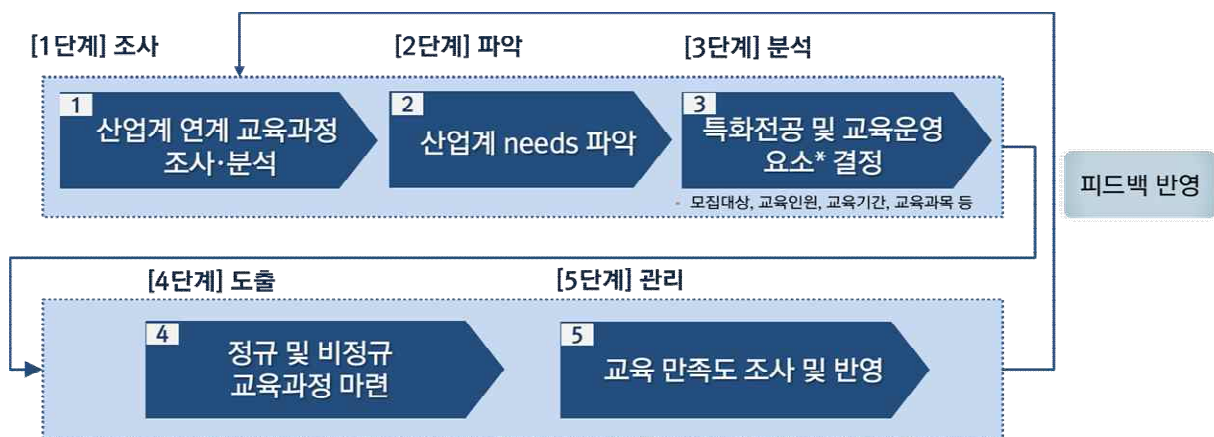 [1단계] 조사
[2단계] 파악
[3단계] 분석
1
산업계 연계 교육과정
조사·분석
2
산업계 needs 파악
3
특화전공 및 교육운영
요소* 결정
- 모집대상, 교육인원, 교육기간, 교육과목 등
피드백 반영
[4단계] 도출
[5단계] 관리
4
정규 및 비정규
교육과정 마련
5
교육 만족도 조사 및 반영